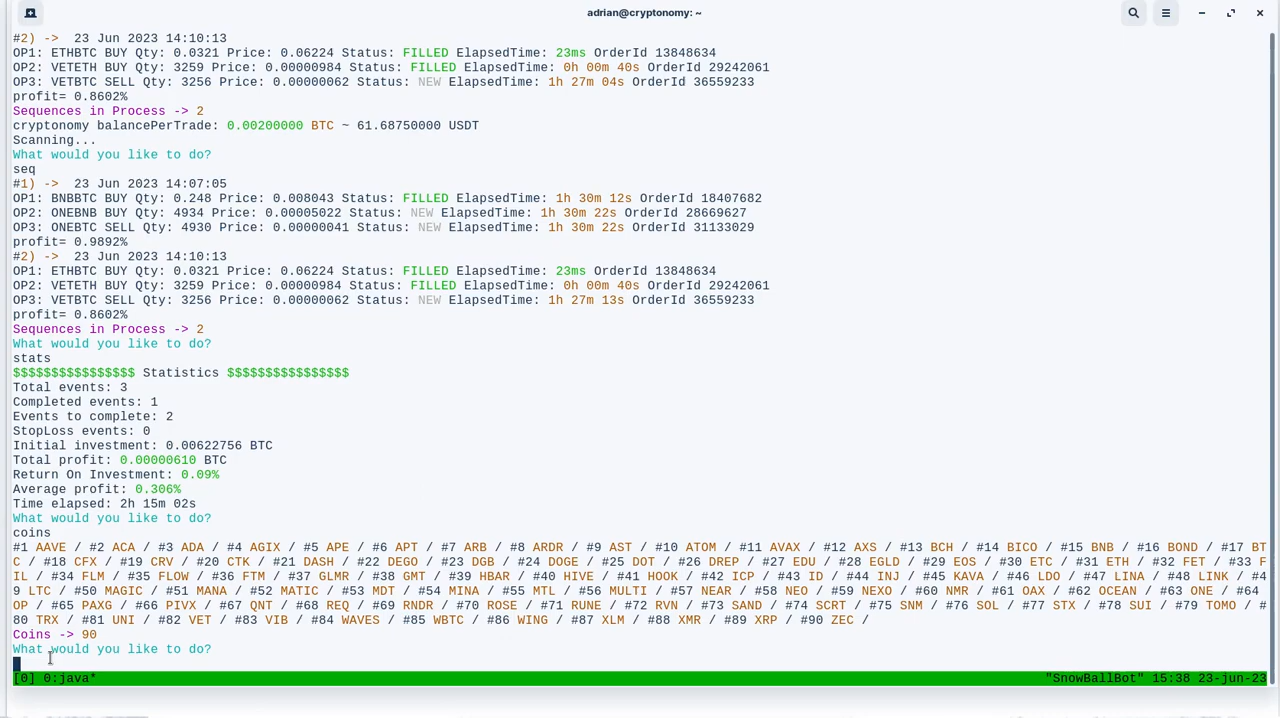 adrian@cryptonomy: ~
#2) ->  23 Jun 2023 14:10:13
OP1: ETHBTC BUY Qty: 0.0321 Price: 0.06224 Status: FILLED ElapsedTime: 23ms OrderId 13848634
OP2: VETETH BUY Qty: 3259 Price: 0.00000984 Status: FILLED ElapsedTime: 0h 00m 40s OrderId 29242061
OP3: VETBTC SELL Qty: 3256 Price: 0.00000062 Status: NEW ElapsedTime: 1h 27m 04s OrderId 36559233
profit= 0.8602%
Sequences in Process -> 2
cryptonomy balancePerTrade: 0.00200000 BTC ~ 61.68750000 USDT
Scanning...
What would you like to do?
seq
#1) ->  23 Jun 2023 14:07:05
OP1: BNBBTC BUY Qty: 0.248 Price: 0.008043 Status: FILLED ElapsedTime: 1h 30m 12s OrderId 18407682
OP2: ONEBNB BUY Qty: 4934 Price: 0.00005022 Status: NEW ElapsedTime: 1h 30m 22s OrderId 28669627
OP3: ONEBTC SELL Qty: 4930 Price: 0.00000041 Status: NEW ElapsedTime: 1h 30m 22s OrderId 31133029
profit= 0.9892%
#2) ->  23 Jun 2023 14:10:13
OP1: ETHBTC BUY Qty: 0.0321 Price: 0.06224 Status: FILLED ElapsedTime: 23ms OrderId 13848634
OP2: VETETH BUY Qty: 3259 Price: 0.00000984 Status: FILLED ElapsedTime: 0h 00m 40s OrderId 29242061
OP3: VETBTC SELL Qty: 3256 Price: 0.00000062 Status: NEW ElapsedTime: 1h 27m 13s OrderId 36559233
profit= 0.8602%
Sequences in Process -> 2
What would you like to do?
stats
$$$$$$$$$$$$$$$$ Statistics $$$$$$$$$$$$$$$$
Total events: 3
Completed events: 1
Events to complete: 2
StopLoss events: 0
Initial investment: 0.00622756 BTC
Total profit: 0.00000610 BTC
Return On Investment: 0.09%
Average profit: 0.306%
Time elapsed: 2h 15m 02s
What would you like to do?
coins
#1 AAVE / #2 ACA / #3 ADA / #4 AGIX / #5 APE / #6 APT / #7 ARB / #8 ARDR / #9 AST / #10 ATOM / #11 AVAX / #12 AXS / #13 BCH / #14 BICO / #15 BNB / #16 BOND / #17 BT
C / #18 CFX / #19 CRV / #20 CTK / #21 DASH / #22 DEGO / #23 DGB / #24 DOGE / #25 DOT / #26 DREP / #27 EDU / #28 EGLD / #29 EOS / #30 ETC / #31 ETH / #32 FET / #33 F
IL / #34 FLM / #35 FLOW / #36 FTM / #37 GLMR / #38 GMT / #39 HBAR / #40 HIVE / #41 HOOK / #42 ICP / #43 ID / #44 INJ / #45 KAVA / #46 LDO / #47 LINA / #48 LINK / #4
9 LTC / #50 MAGIC / #51 MANA / #52 MATIC / #53 MDT / #54 MINA / #55 MTL / #56 MULTI / #57 NEAR / #58 NEO / #59 NEXO / #60 NMR / #61 OAX / #62 OCEAN / #63 ONE / #64
OP / #65 PAXG / #66 PIVX / #67 QNT / #68 REQ / #69 RNDR / #70 ROSE / #71 RUNE / #72 RVN / #73 SAND / #74 SCRT / #75 SNM / #76 SOL / #77 STX / #78 SUI / #79 TOMO / #
80 TRX / #81 UNI / #82 VET / #83 VIB / #84 WAVES / #85 WBTC / #86 WING / #87 XLM / #88 XMR / #89 XRP / #90 ZEC /
Coins -> 90
What would you like to do?
[0] 0:java* "SnowBallBot" 15:38 23-jun-23